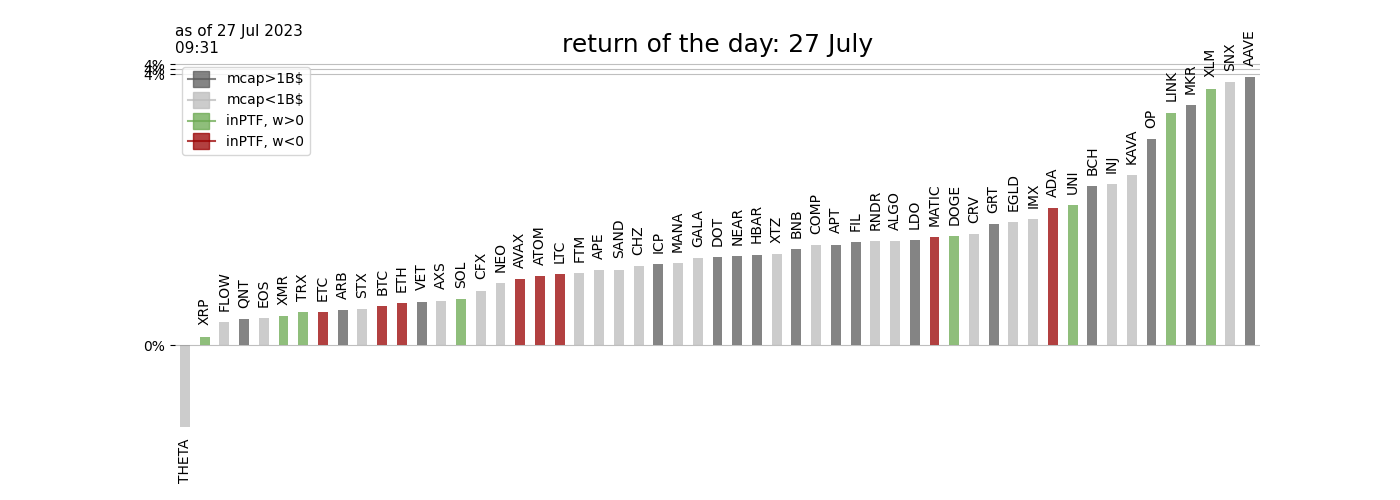 as of 27 Jul 2023
09:31
return of the day: 27 July
4%
4%
4%
mcap>1B$
mcap<1B$
inPTF, w>0
inPTF, w<0
0%
THETA
XRP
FLOW
QNT
EOS
XMR
TRX
ETC
ARB
STX
BTC
ETH
VET
AXS
SOL
CFX
NEO
AVAX
ATOM
LTC
FTM
APE
SAND
CHZ
ICP
MANA
GALA
DOT
NEAR
HBAR
XTZ
BNB
COMP
APT
FIL
RNDR
ALGO
LDO
MATIC
DOGE
CRV
GRT
EGLD
IMX
ADA
UNI
BCH
INJ
KAVA
OP
LINK
MKR
XLM
SNX
AAVE